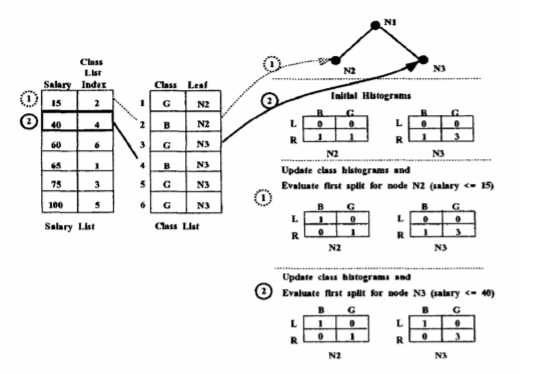 N1
N2
N3
Class
List
Salary Index
15 2
40 4
60 6
65 1
75 3
100 5
Salary List
Class Leaf
1 G N2
2 B N2
3 G N3
4 B N3
5 G N3
6 G N3
Class List
1
2
1
2
Initial Histograms
B G
L 0 0
R 1 1
N2
B G
L 0 0
R 1 3
N3
Update class histograms and
1 Evaluate first split for node N2 (salary <= 15)
B G
L 1 0
R 0 1
N2
B G
L 0 0
R 1 3
N3
Update class histograms and
2 Evaluate first split for node N3 (salary <= 40)
B G
L 1 0
R 0 1
N2
B G
L 1 0
R 0 3
N3